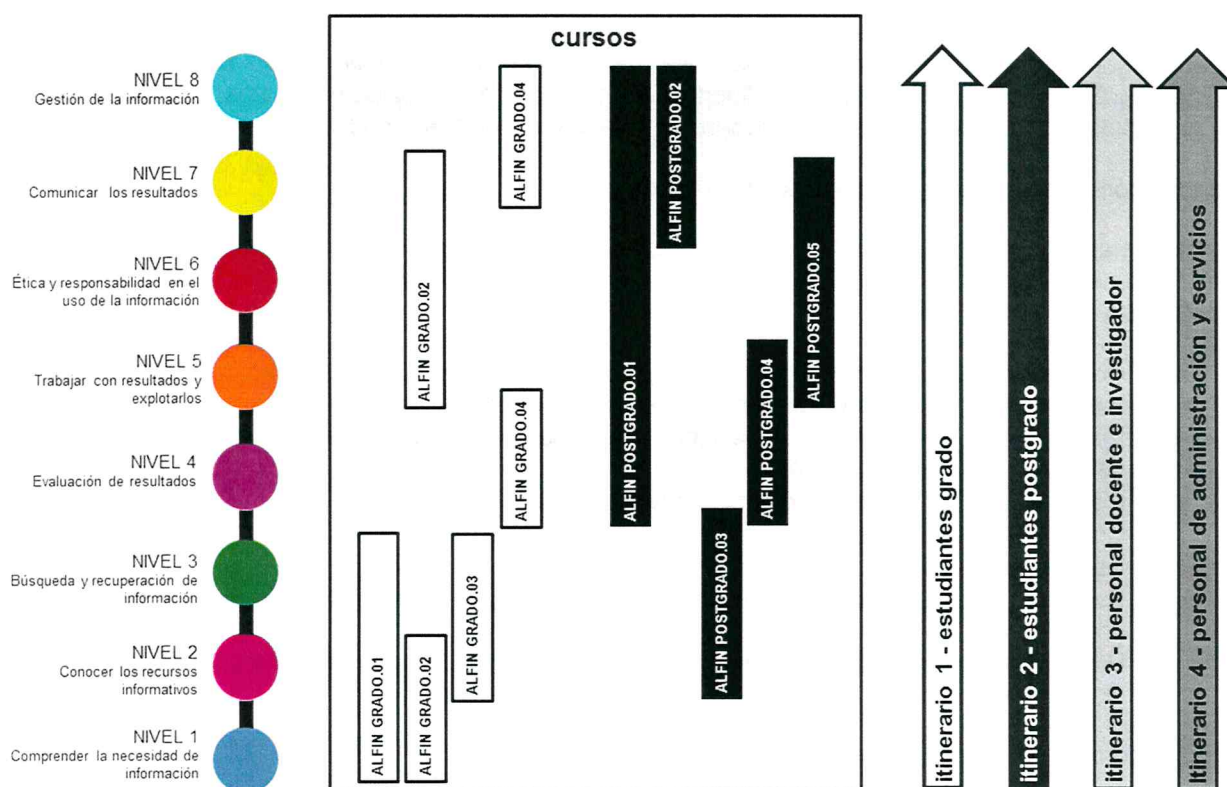 cursos
NIVEL 8
Gestión de la información
NIVEL 7
Comunicar los resultados
NIVEL 6
Ética y responsabilidad en el
uso de la información
NIVEL 5
Trabajar con resultados y
explotarlos
NIVEL 4
Evaluación de resultados
NIVEL 3
Búsqueda y recuperación de
información
NIVEL 2
Conocer los recursos
informativos
NIVEL 1
Comprender la necesidad de
información
ALFIN GRADO.01
ALFIN GRADO.02
ALFIN GRADO.02
ALFIN GRADO.03
ALFIN GRADO.04
ALFIN GRADO.04
ALFIN POSTGRADO.01
ALFIN POSTGRADO.02
ALFIN POSTGRADO.03
ALFIN POSTGRADO.04
ALFIN POSTGRADO.05
itinerario 1 - estudiantes grado
itinerario 2 - estudiantes postgrado
itinerario 3 - personal docente e investigador
itinerario 4 - personal de administración y servicios